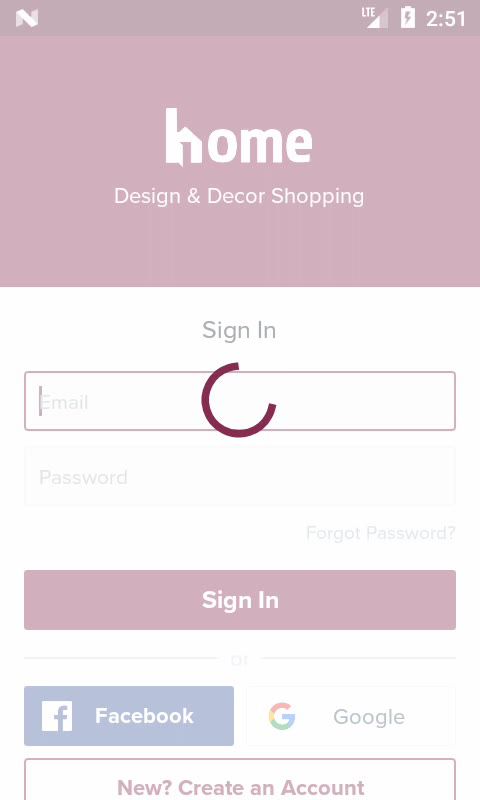 LTE 2:51
home
Design & Decor Shopping
Sign In
Email
Password
Forgot Password?
Sign In
or
Facebook
Google
New? Create an Account